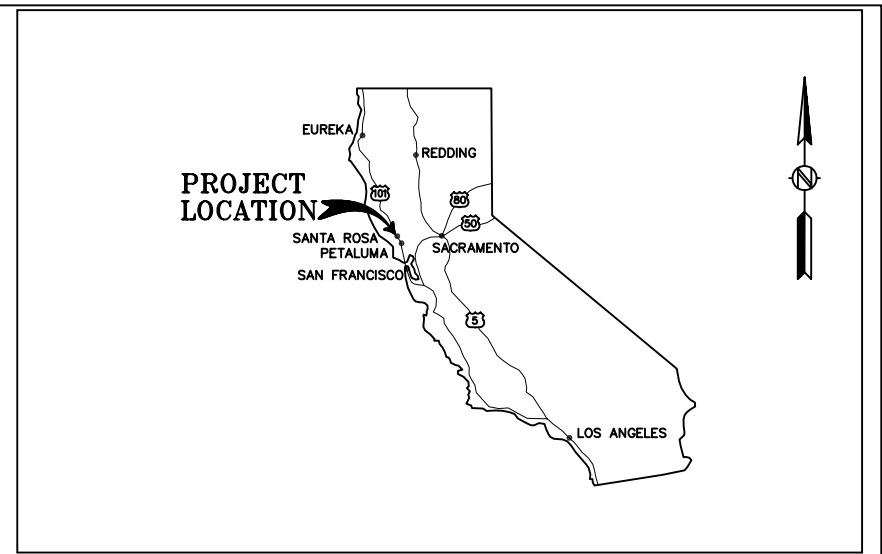 EUREKA
REDDING
PROJECT
LOCATION
101
80
50
SANTA ROSA
SACRAMENTO
PETALUMA
SAN FRANCISCO
5
LOS ANGELES
N